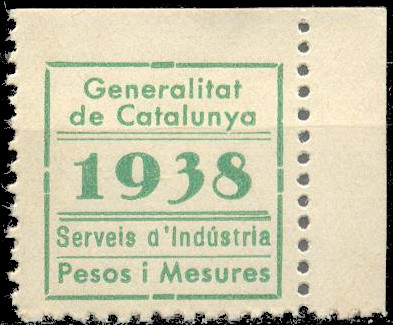 Generalitat
de Catalunya
1938
Serveis d'Indústria
Pesos i Mesures